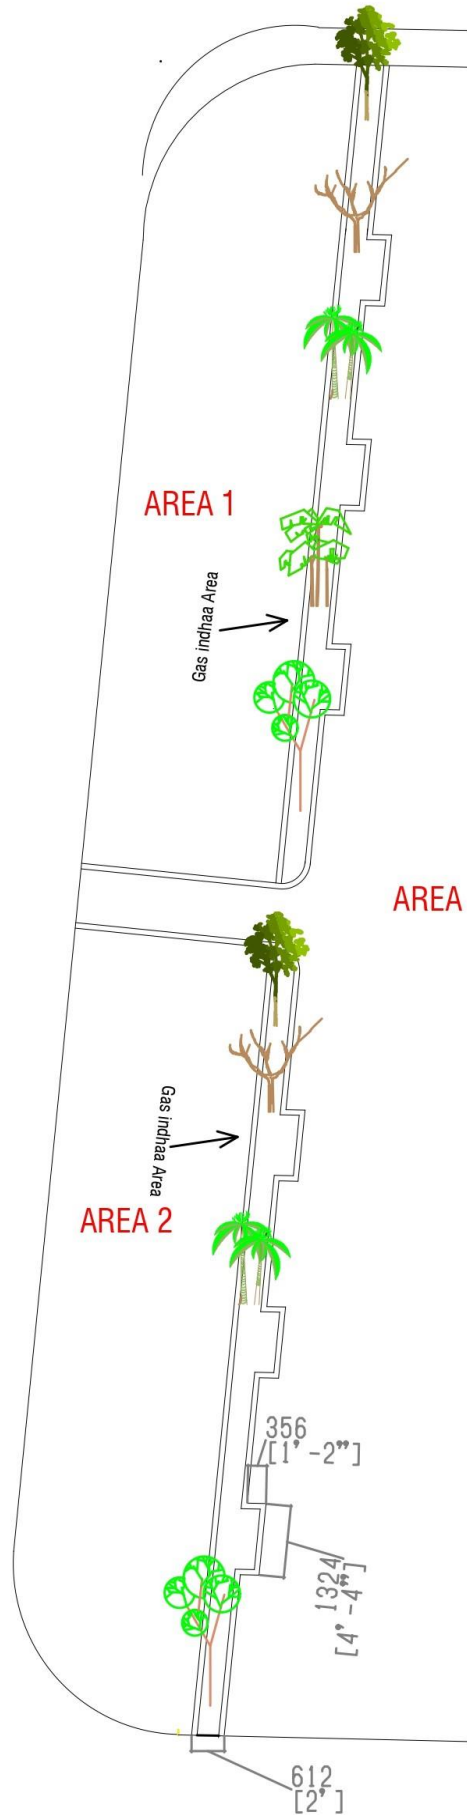 AREA 1
Gas indhaa Area
AREA
Gas indhaa Area
AREA 2
356
[1'-2"]
1324
[4'-4"]
612
[2']